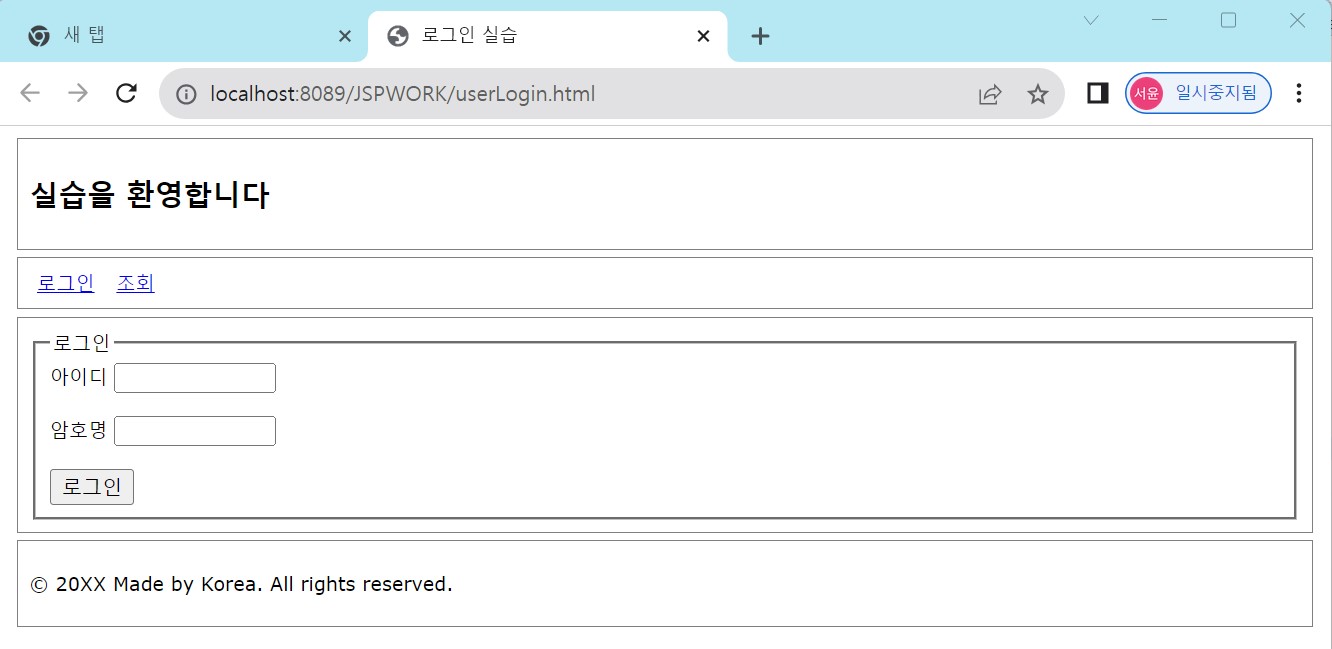 새 탭
로그인 실습
localhost:8089/JSPWORK/userLogin.html
서윤 일시중지됨
실습을 환영합니다
로그인 조회
로그인
아이디
암호명
로그인
© 20XX Made by Korea. All rights reserved.